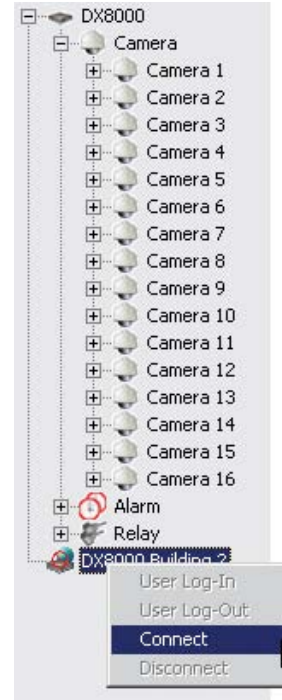 DX8000
Camera
Camera 1
Camera 2
Camera 3
Camera 4
Camera 5
Camera 6
Camera 7
Camera 8
Camera 9
Camera 10
Camera 11
Camera 12
Camera 13
Camera 14
Camera 15
Camera 16
Alarm
Relay
DX8000 Building 2
User Log-In
User Log-Out
Connect
Disconnect